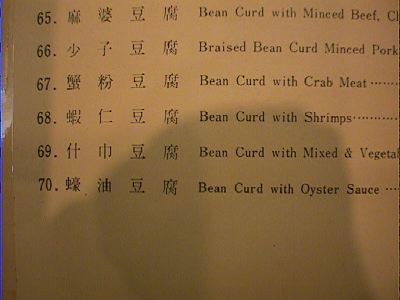 65. 麻婆豆腐 Bean Curd with Minced Beef,
66. 少子豆腐 Braised Bean Curd Minced Pork
67. 蟹粉豆腐 Bean Curd with Crab Meat
68. 蝦仁豆腐 Bean Curd with Shrimps
69. 什巾豆腐 Bean Curd with Mixed &
70. 蠔油豆腐 Bean Curd with Oyster Sauce